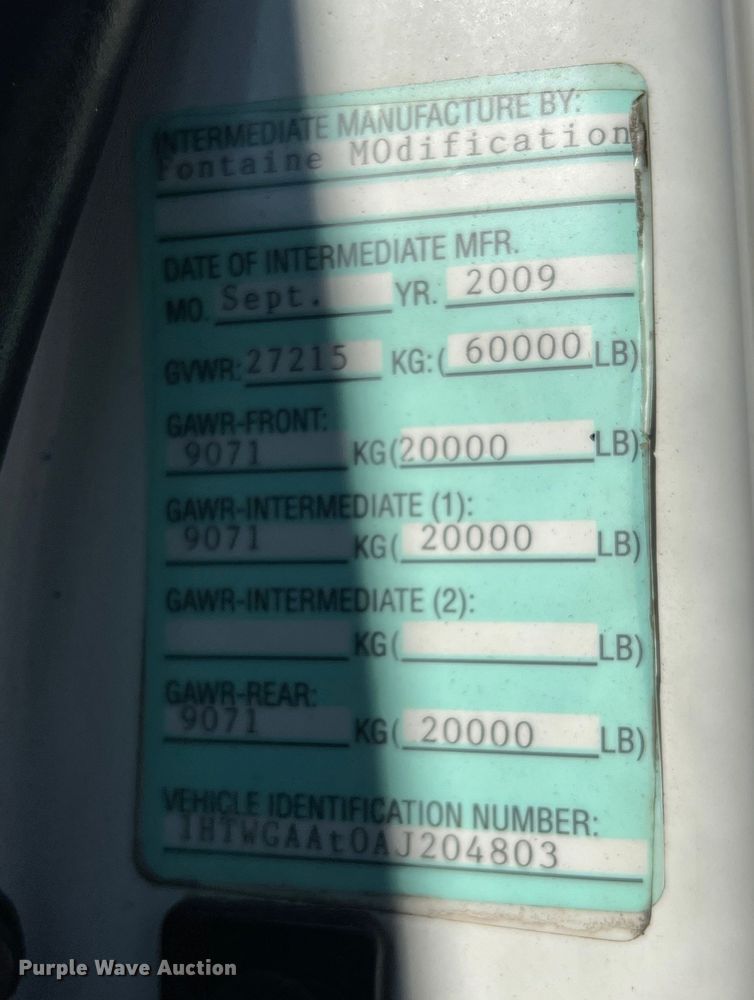 INTERMEDIATE MANUFACTURE BY:
Fontaine MOdification
DATE OF INTERMEDIATE MFR.
MO. Sept. YR. 2009
GVWR: 27215 KG: ( 60000 LB)
GAWR-FRONT:
9071 KG (20000 LB)
GAWR-INTERMEDIATE (1):
9071 KG ( 20000 LB)
GAWR-INTERMEDIATE (2):
KG ( LB)
GAWR-REAR:
9071 KG ( 20000 LB)
VEHICLE IDENTIFICATION NUMBER:
1HTWGAAt0AJ204803
Purple Wave Auction